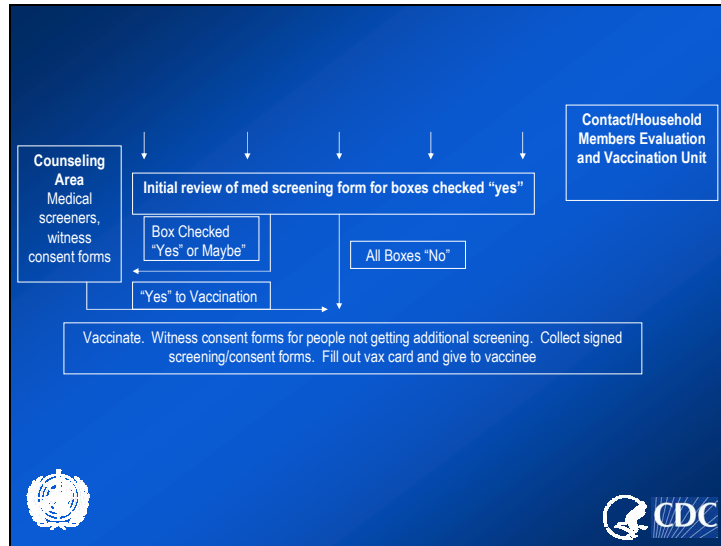 Contact/Household
Members Evaluation
and Vaccination Unit
Counseling
Area
Medical
screeners,
witness
consent forms
Initial review of med screening form for boxes checked “yes”
Box Checked
“Yes” or Maybe”
All Boxes “No”
“Yes” to Vaccination
Vaccinate. Witness consent forms for people not getting additional screening. Collect signed
screening/consent forms. Fill out vax card and give to vaccinee
CDC